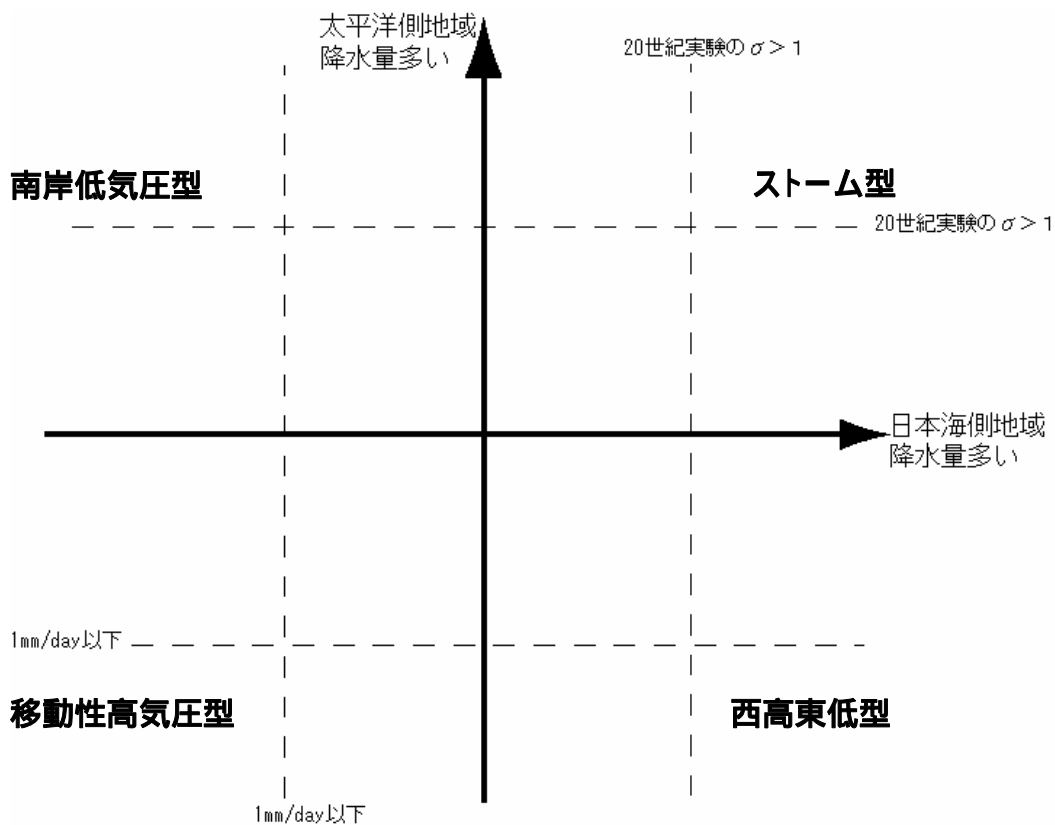 太平洋側地域
降水量多い
20世紀実験のσ>1
南岸低気圧型
ストーム型
20世紀実験のσ>1
日本海側地域
降水量多い
1mm/day以下
移動性高気圧型
西高東低型
1mm/day以下